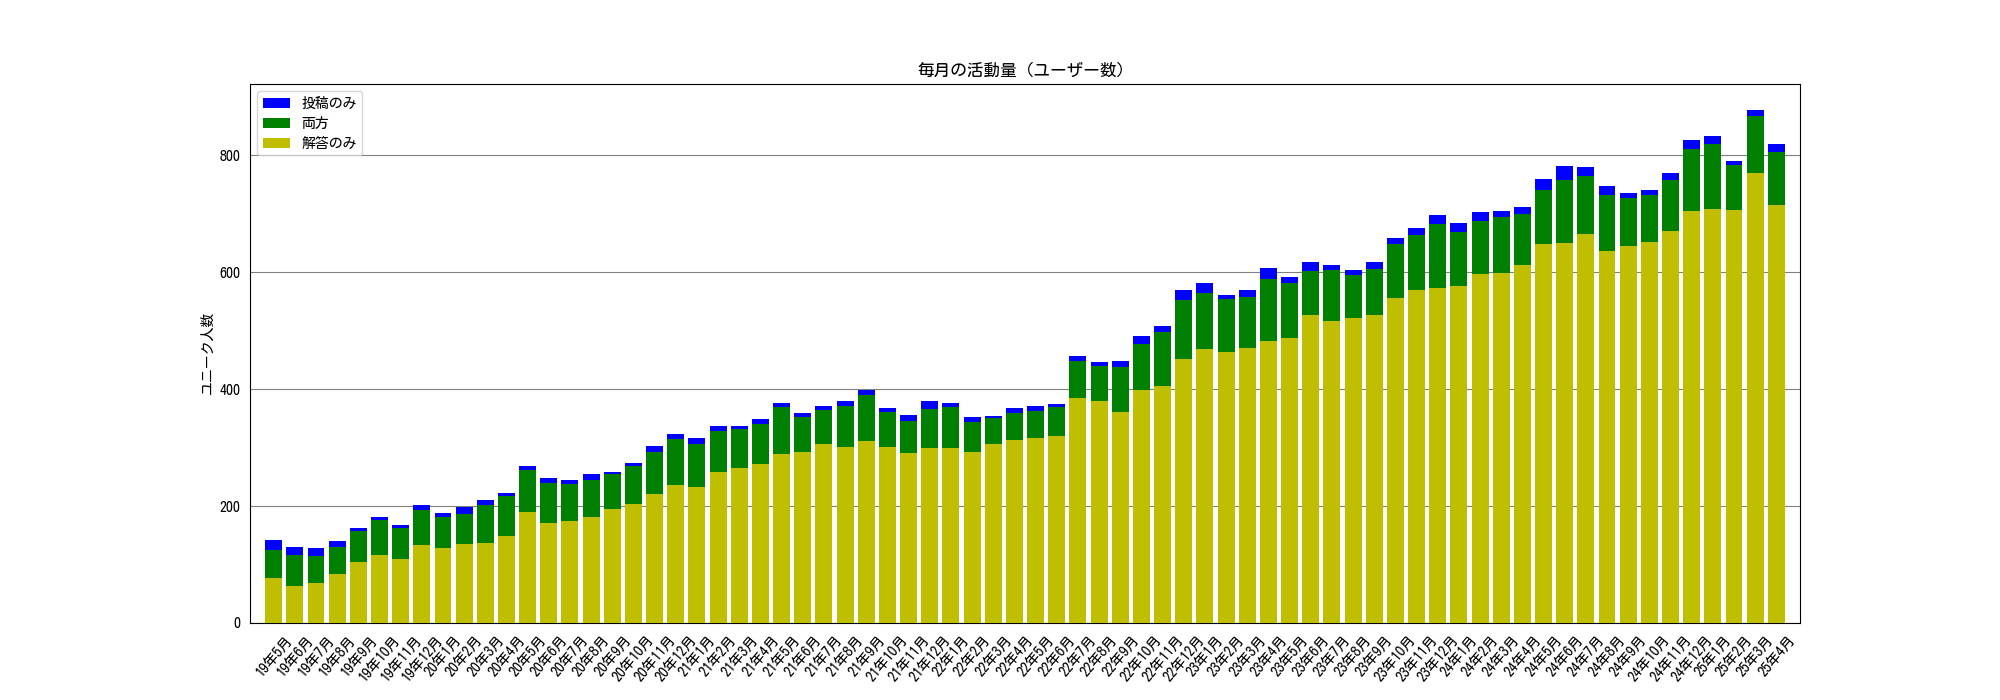 毎月の活動量（ユーザー数）
投稿のみ
両方
解答のみ
800
600
400
200
0
ユニーク人数
19年5月
19年6月
19年7月
19年8月
19年9月
19年10月
19年11月
19年12月
20年1月
20年2月
20年3月
20年4月
20年5月
20年6月
20年7月
20年8月
20年9月
20年10月
20年11月
20年12月
21年1月
21年2月
21年3月
21年4月
21年5月
21年6月
21年7月
21年8月
21年9月
21年10月
21年11月
21年12月
22年1月
22年2月
22年3月
22年4月
22年5月
22年6月
22年7月
22年8月
22年9月
22年10月
22年11月
22年12月
23年1月
23年2月
23年3月
23年4月
23年5月
23年6月
23年7月
23年8月
23年9月
23年10月
23年11月
23年12月
24年1月
24年2月
24年3月
24年4月
24年5月
24年6月
24年7月
24年8月
24年9月
24年10月
24年11月
24年12月
25年1月
25年2月
25年3月
25年4月